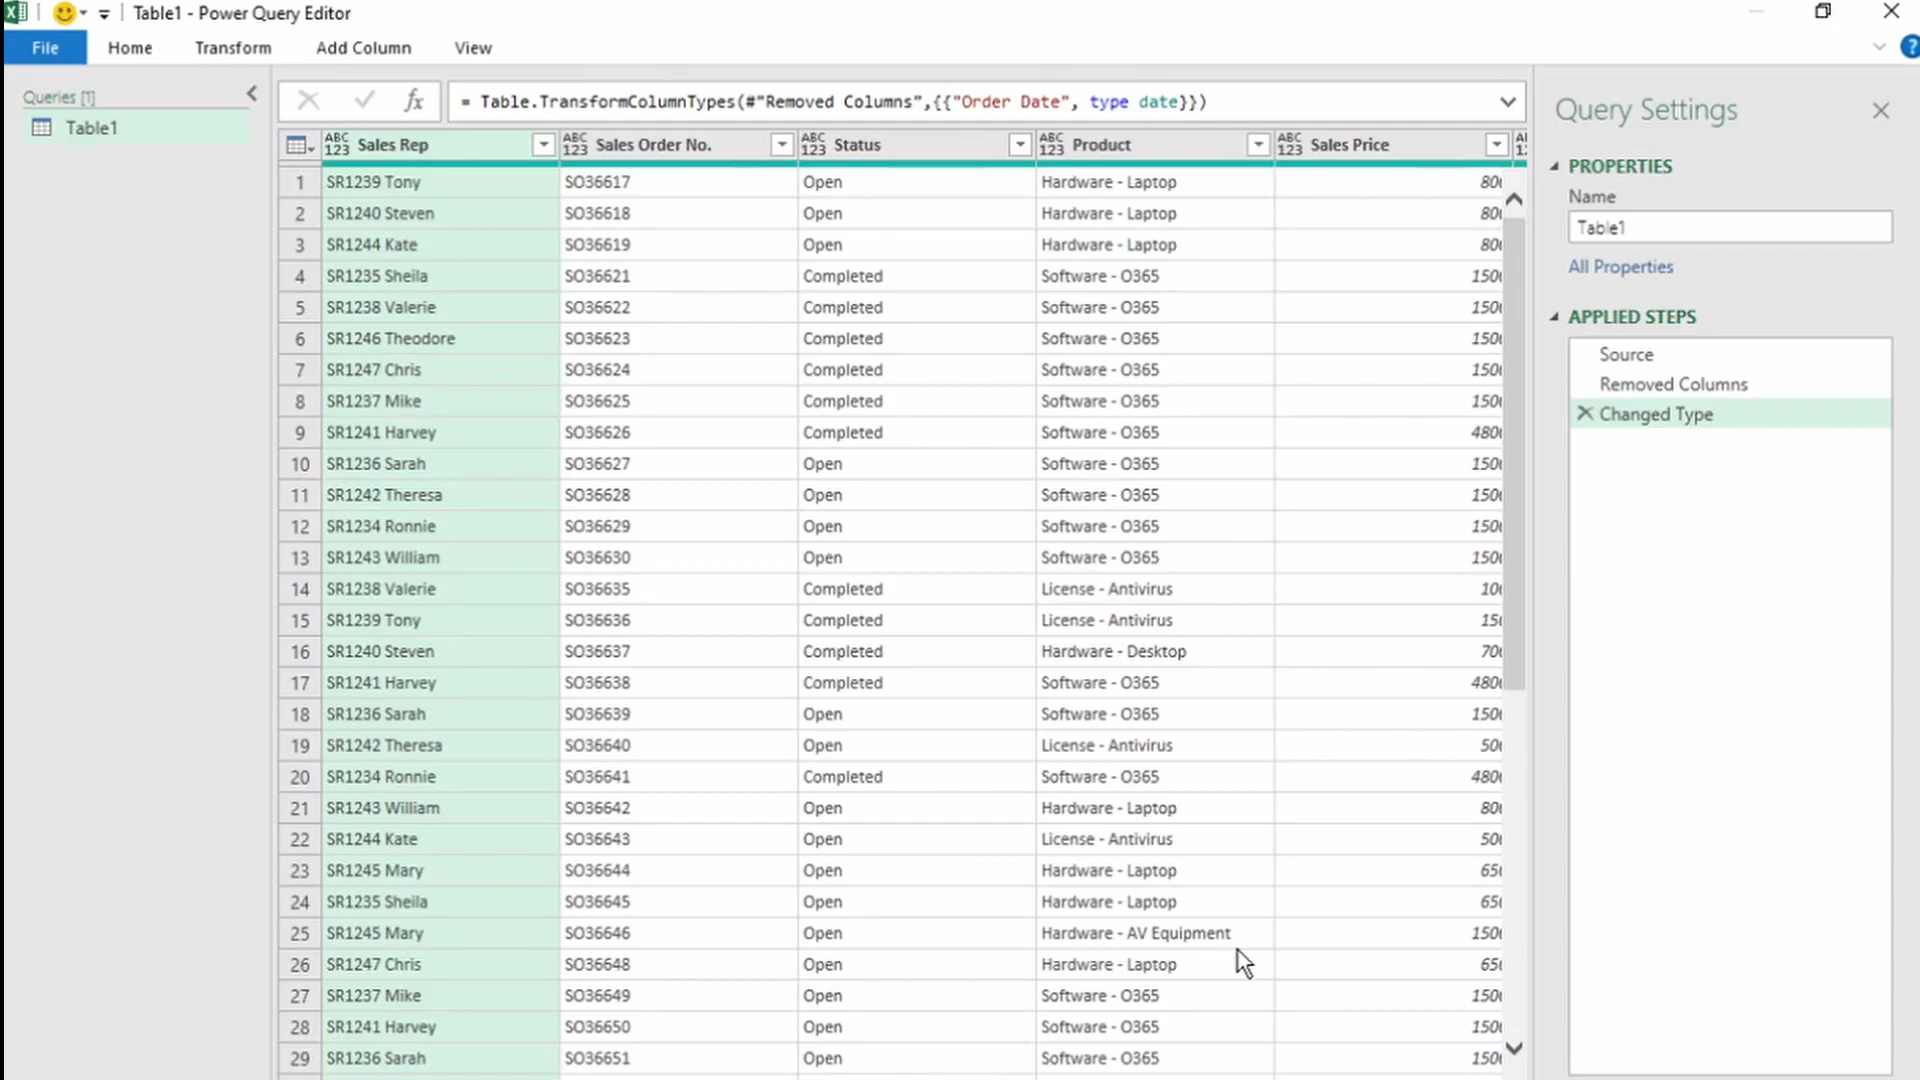 Table1 - Power Query Editor
File Home Transform Add Column View
Queries [1]
Table1
fx = Table.TransformColumnTypes(#"Removed Columns",{{"Order Date", type date}})
ABC 123 Sales Rep ABC 123 Sales Order No. ABC 123 Status ABC 123 Product ABC 123 Sales Price
1 SR1239 Tony SO36617 Open Hardware - Laptop
2 SR1240 Steven SO36618 Open Hardware - Laptop
3 SR1244 Kate SO36619 Open Hardware - Laptop
4 SR1235 Sheila SO36621 Completed Software - O365
5 SR1238 Valerie SO36622 Completed Software - O365
6 SR1246 Theodore SO36623 Completed Software - O365
7 SR1247 Chris SO36624 Completed Software - O365
8 SR1237 Mike SO36625 Completed Software - O365
9 SR1241 Harvey SO36626 Completed Software - O365
10 SR1236 Sarah SO36627 Open Software - O365
11 SR1242 Theresa SO36628 Open Software - O365
12 SR1234 Ronnie SO36629 Open Software - O365
13 SR1243 William SO36630 Open Software - O365
14 SR1238 Valerie SO36635 Completed License - Antivirus
15 SR1239 Tony SO36636 Completed License - Antivirus
16 SR1240 Steven SO36637 Completed Hardware - Desktop
17 SR1241 Harvey SO36638 Completed Software - O365
18 SR1236 Sarah SO36639 Open Software - O365
19 SR1242 Theresa SO36640 Open License - Antivirus
20 SR1234 Ronnie SO36641 Completed Software - O365
21 SR1243 William SO36642 Open Hardware - Laptop
22 SR1244 Kate SO36643 Open License - Antivirus
23 SR1245 Mary SO36644 Open Hardware - Laptop
24 SR1235 Sheila SO36645 Open Hardware - Laptop
25 SR1245 Mary SO36646 Open Hardware - AV Equipment
26 SR1247 Chris SO36648 Open Hardware - Laptop
27 SR1237 Mike SO36649 Open Software - O365
28 SR1241 Harvey SO36650 Open Software - O365
29 SR1236 Sarah SO36651 Open Software - O365
Query Settings
PROPERTIES
Name
Table1
All Properties
APPLIED STEPS
Source
Removed Columns
Changed Type